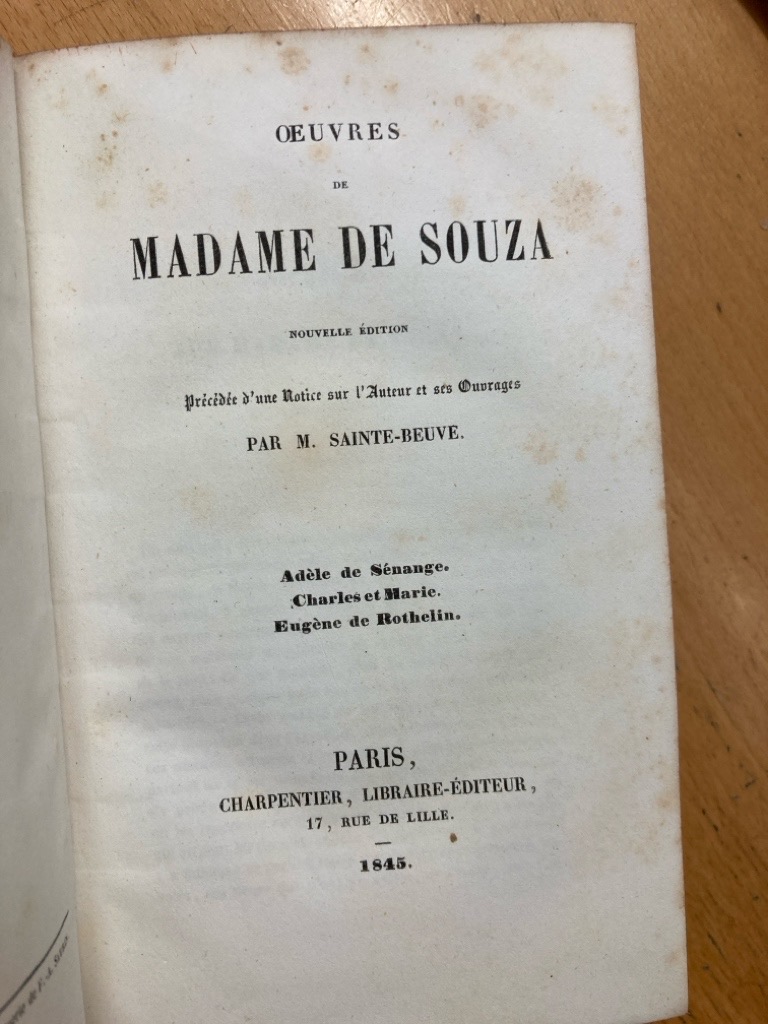 ŒUVRES
DE
MADAME DE SOUZA
NOUVELLE ÉDITION
Précédée d'une Notice sur l'Auteur et ses Ouvrages
PAR M. SAINTE-BEUVE.
Adèle de Sénange.
Charles et Marie.
Eugène de Rothelin.
PARIS,
CHARPENTIER, LIBRAIRE-ÉDITEUR,
17, RUE DE LILLE.
1845.